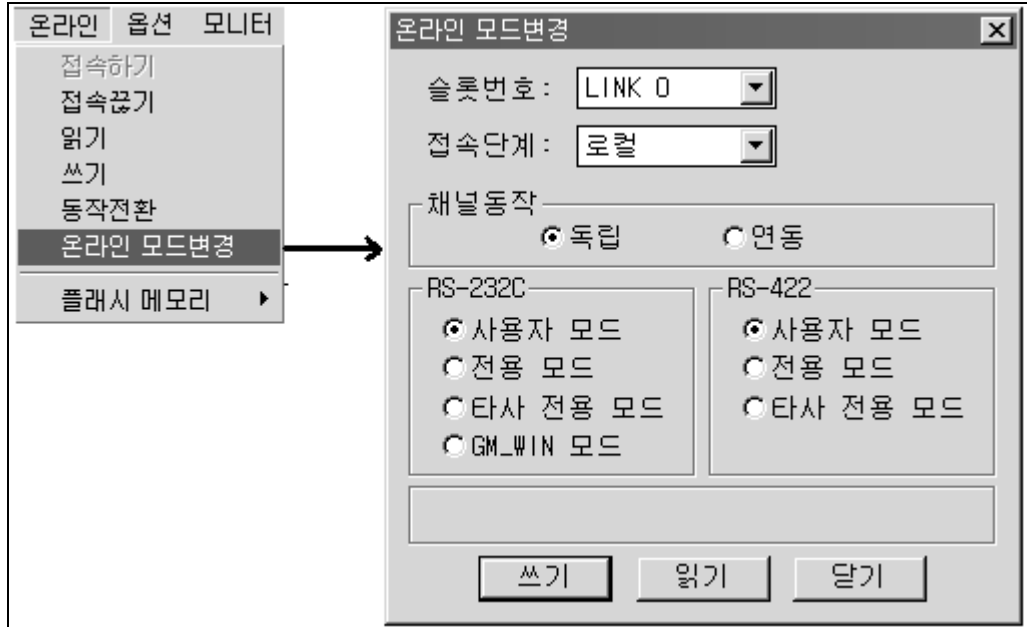 온라인 옵션 모니터
접속하기
접속끊기
읽기
쓰기
동작전환
온라인 모드변경
플래시 메모리
온라인 모드변경
슬롯번호: LINK 0
접속단계: 로컬
채널동작
독립 연동
RS-232C
사용자 모드
전용 모드
타사 전용 모드
GM_WIN 모드
RS-422
사용자 모드
전용 모드
타사 전용 모드
쓰기 읽기 닫기